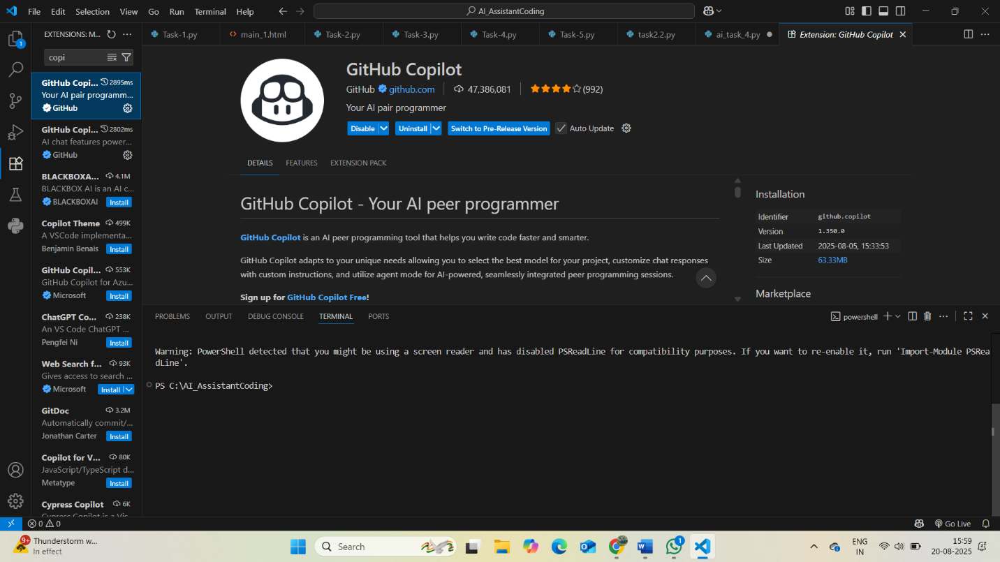 File Edit Selection View Go Run Terminal Help
AI_AssistantCoding
EXTENSIONS: M...
Task-1.py
main_1.html
Task-2.py
Task-3.py
Task-4.py
Task-5.py
task2.2.py
ai_task_4.py
Extension: GitHub Copilot
1
copi
GitHub Copi... 2895ms
Your AI pair programm...
GitHub
GitHub Copi... 2802ms
AI chat features power...
GitHub
BLACKBOXA... 4.1M
BLACKBOX AI is an AI c...
BLACKBOXAI Install
Copilot Theme 499K
A VSCode implementa...
Benjamin Benais Install
GitHub Copil... 553K
GitHub Copilot for Azu...
Microsoft Install
ChatGPT Co... 238K
An VS Code ChatGPT ...
Pengfei Ni Install
Web Search f... 93K
Gives access to search ...
Microsoft Install
GitDoc 3.2M
Automatically commit/...
Jonathan Carter Install
Copilot for V... 80K
JavaScript/TypeScript d...
Metatype Install
Cypress Copilot 6K
GitHub Copilot
GitHub github.com 47,386,081 (992)
Your AI pair programmer
Disable Uninstall Switch to Pre-Release Version Auto Update
DETAILS FEATURES EXTENSION PACK
GitHub Copilot - Your AI peer programmer
GitHub Copilot is an AI peer programming tool that helps you write code faster and smarter.
GitHub Copilot adapts to your unique needs allowing you to select the best model for your project, customize chat responses
with custom instructions, and utilize agent mode for AI-powered, seamlessly integrated peer programming sessions.
Sign up for GitHub Copilot Free!
Installation
Identifier github.copilot
Version 1.350.0
Last Updated 2025-08-05, 15:33:53
Size 63.33MB
Marketplace
PROBLEMS OUTPUT DEBUG CONSOLE TERMINAL PORTS
powershell
Warning: PowerShell detected that you might be using a screen reader and has disabled PSReadLine for compatibility purposes. If you want to re-enable it, run 'Import-Module PSRea
dLine'.
PS C:\AI_AssistantCoding>
0 0
Go Live
9+
Thunderstorm w...
In effect
Search
1
ENG
IN
15:59
20-08-2025